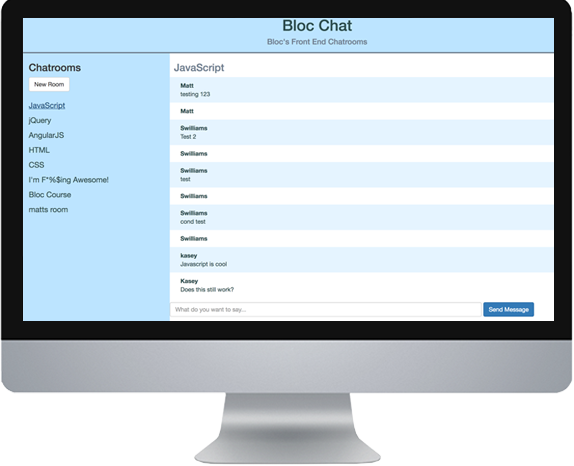 Bloc Chat
Bloc's Front End Chatrooms
Chatrooms
New Room
JavaScript
jQuery
AngularJS
HTML
CSS
I'm F*%$ing Awesome!
Bloc Course
matts room
JavaScript
Matt
testing 123
Matt
Swilliams
Test 2
Swilliams
Swilliams
test
Swilliams
Swilliams
cond test
Swilliams
kasey
Javascript is cool
Kasey
Does this still work?
What do you want to say...
Send Message